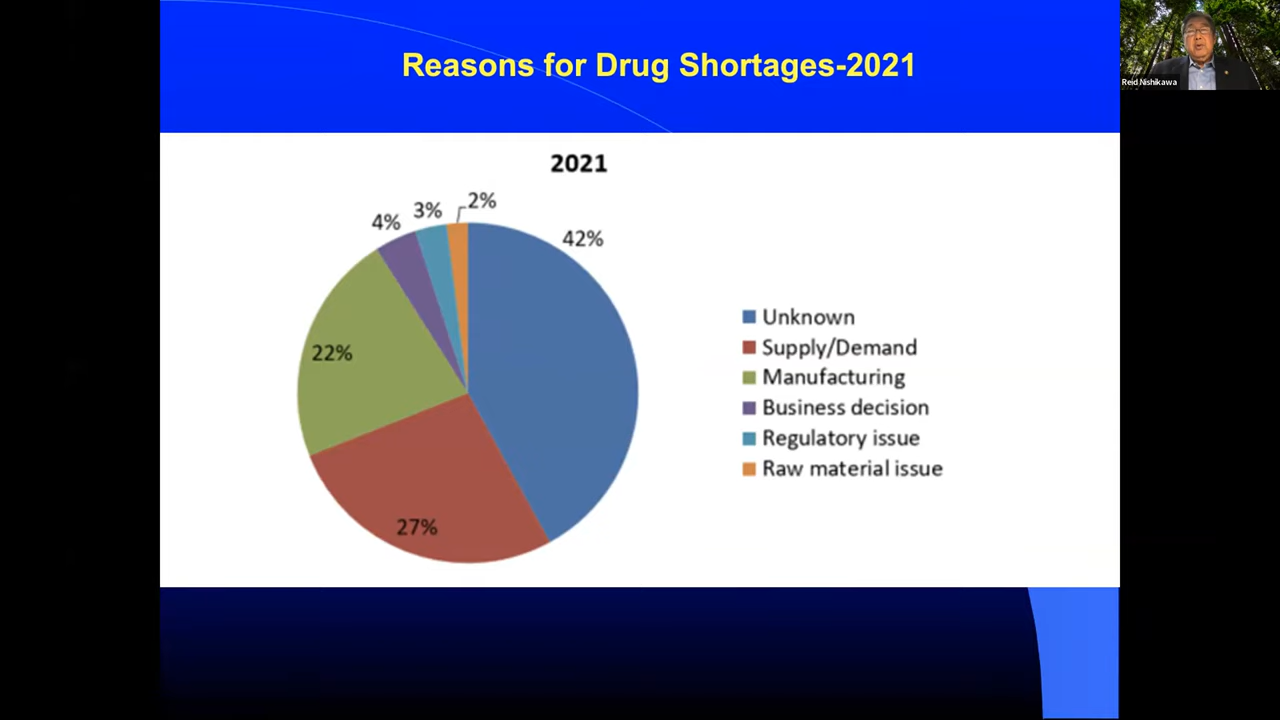 Reasons for Drug Shortages-2021
Reid Nishikawa
2021
2%
3%
4%
42%
22%
27%
Unknown
Supply/Demand
Manufacturing
Business decision
Regulatory issue
Raw material issue